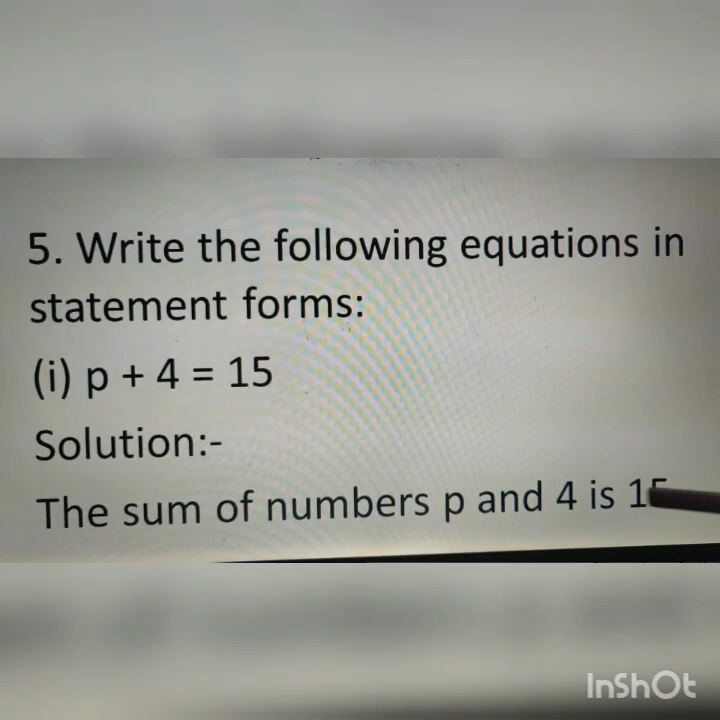 5. Write the following equations in
statement forms:
(i) p + 4 = 15
Solution:-
The sum of numbers p and 4 is 15
InShOt